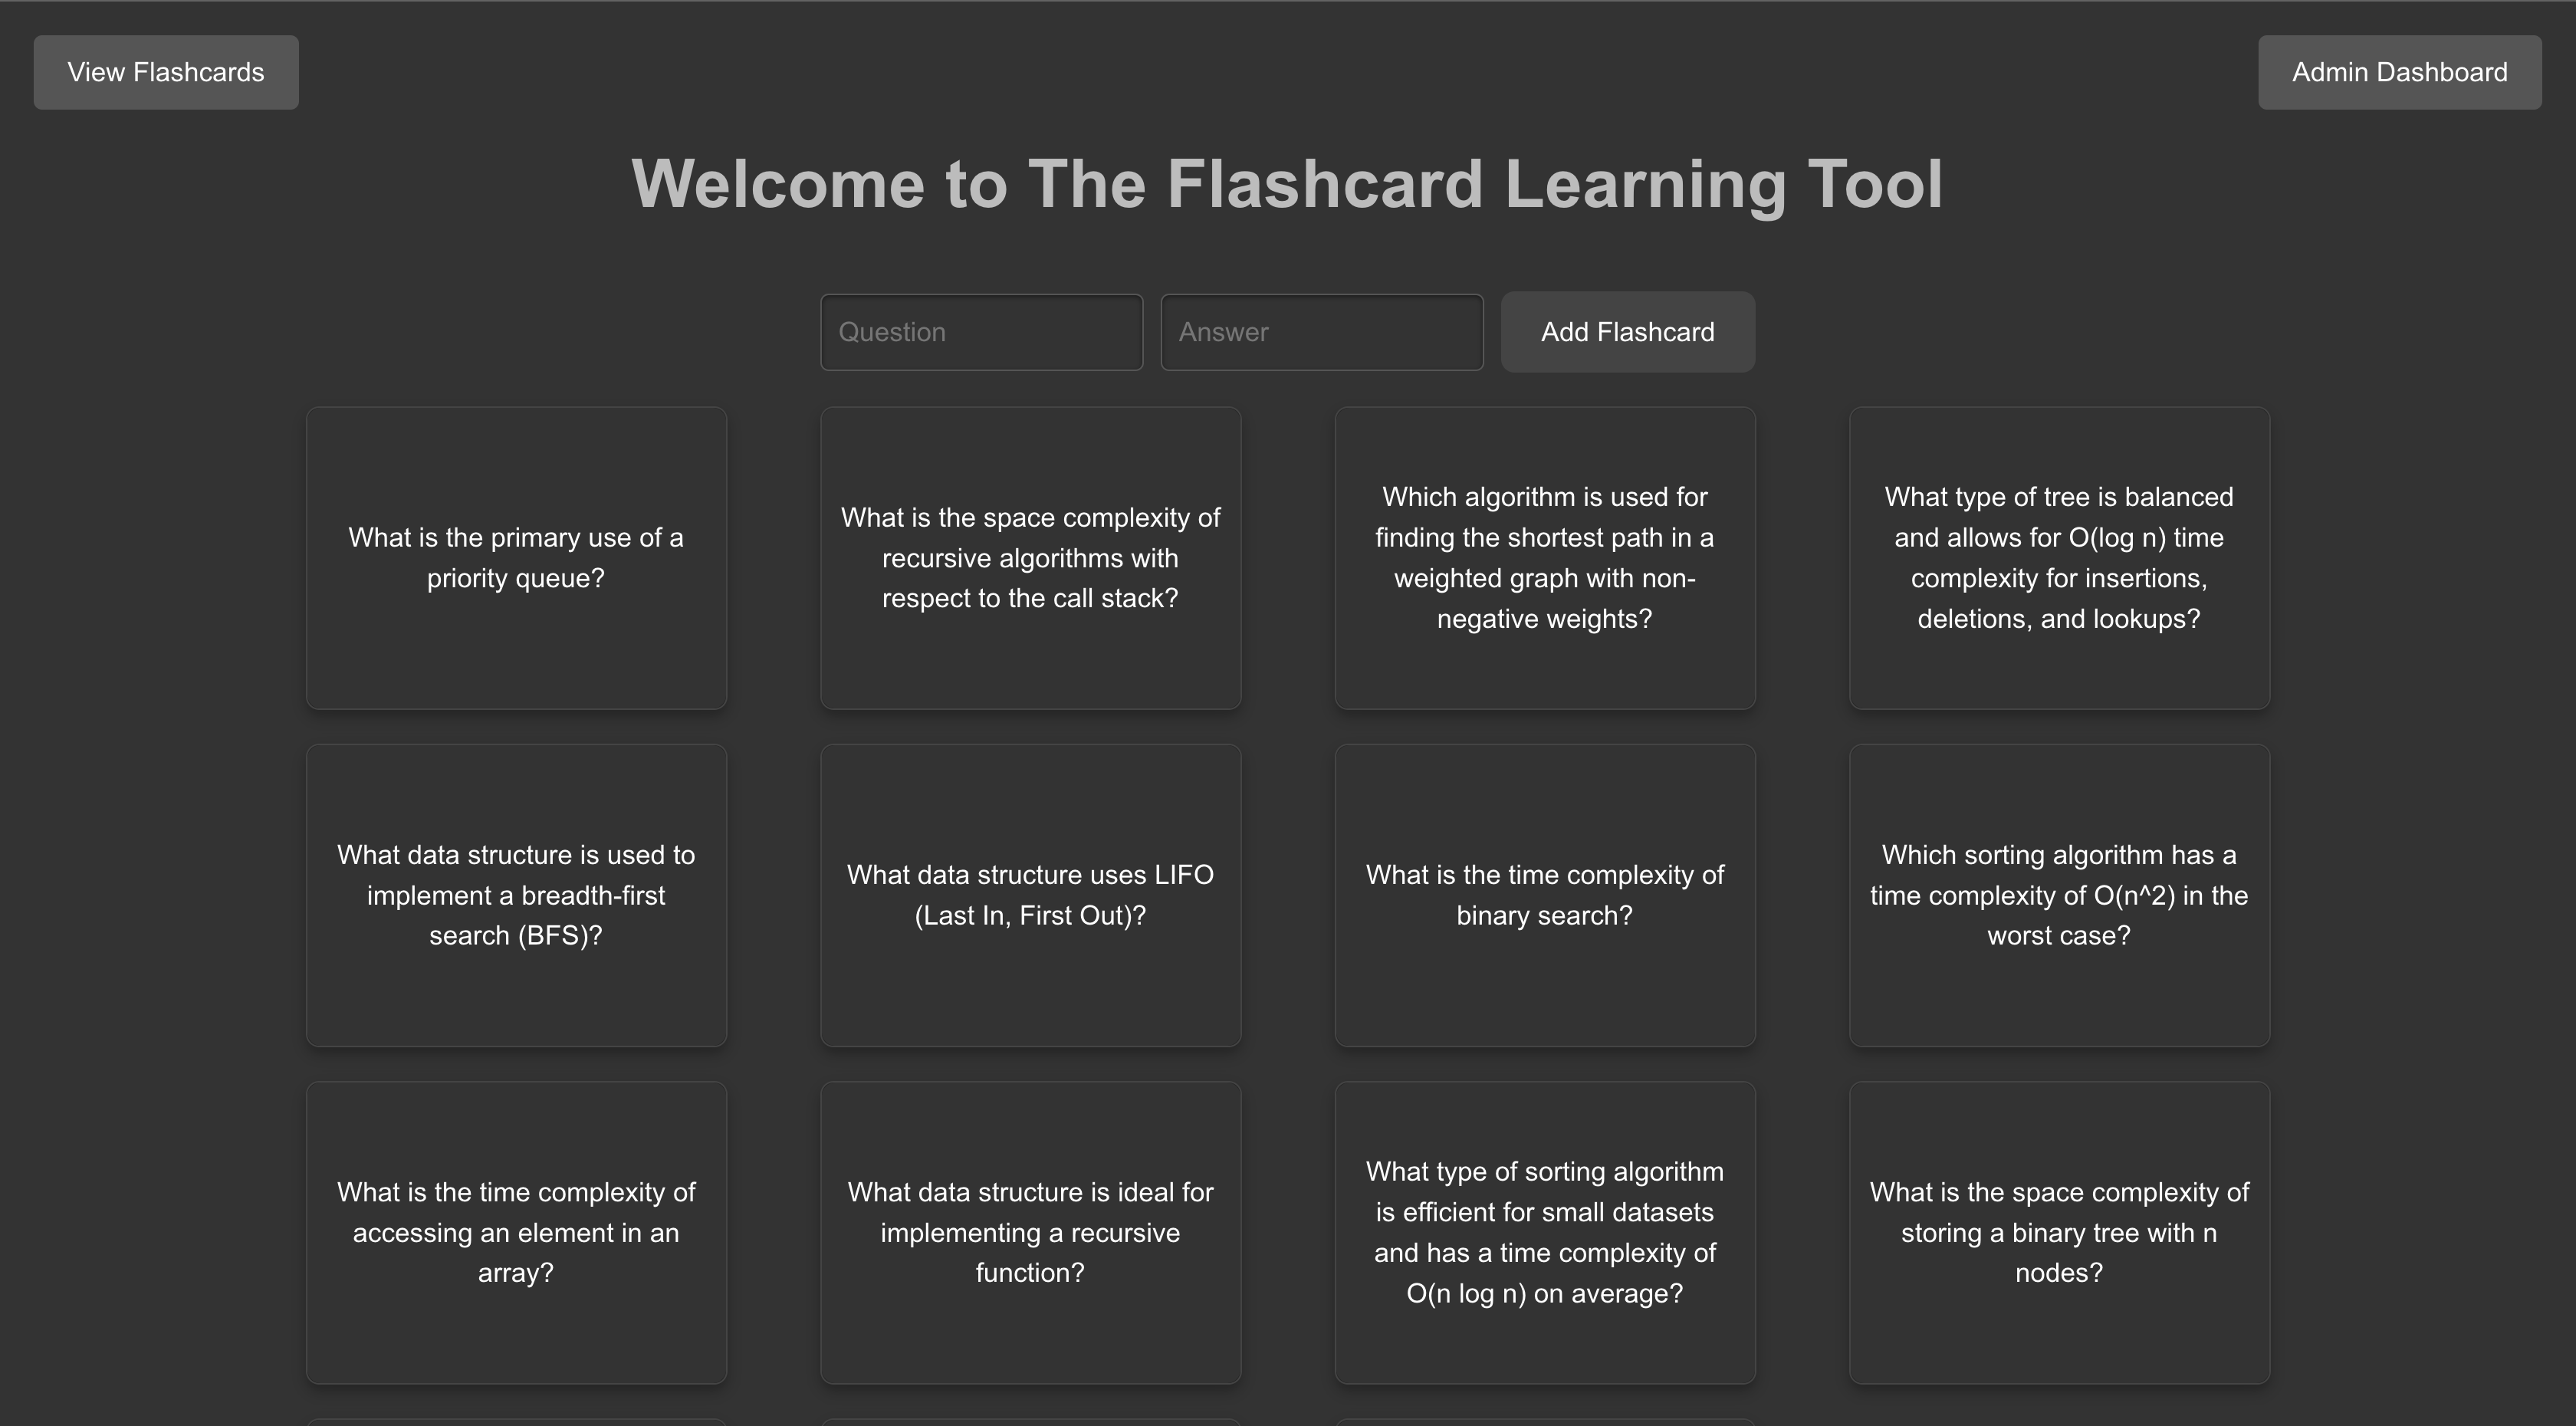 View Flashcards
Admin Dashboard
Welcome to The Flashcard Learning Tool
Question
Answer
Add Flashcard
What is the primary use of a
priority queue?
What is the space complexity of
recursive algorithms with
respect to the call stack?
Which algorithm is used for
finding the shortest path in a
weighted graph with non-
negative weights?
What type of tree is balanced
and allows for O(log n) time
complexity for insertions,
deletions, and lookups?
What data structure is used to
implement a breadth-first
search (BFS)?
What data structure uses LIFO
(Last In, First Out)?
What is the time complexity of
binary search?
Which sorting algorithm has a
time complexity of O(n^2) in the
worst case?
What is the time complexity of
accessing an element in an
array?
What data structure is ideal for
implementing a recursive
function?
What type of sorting algorithm
is efficient for small datasets
and has a time complexity of
O(n log n) on average?
What is the space complexity of
storing a binary tree with n
nodes?